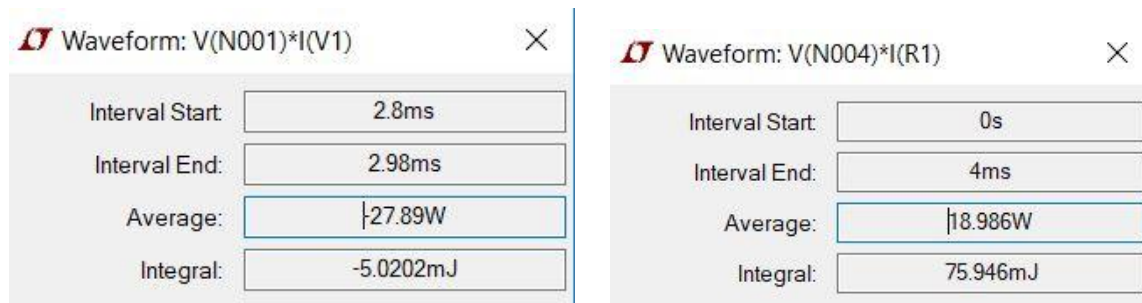 Waveform: V(N001)*I(V1)
Interval Start: 2.8ms
Interval End: 2.98ms
Average: -27.89W
Integral: -5.0202mJ
Waveform: V(N004)*I(R1)
Interval Start: 0s
Interval End: 4ms
Average: 18.986W
Integral: 75.946mJ